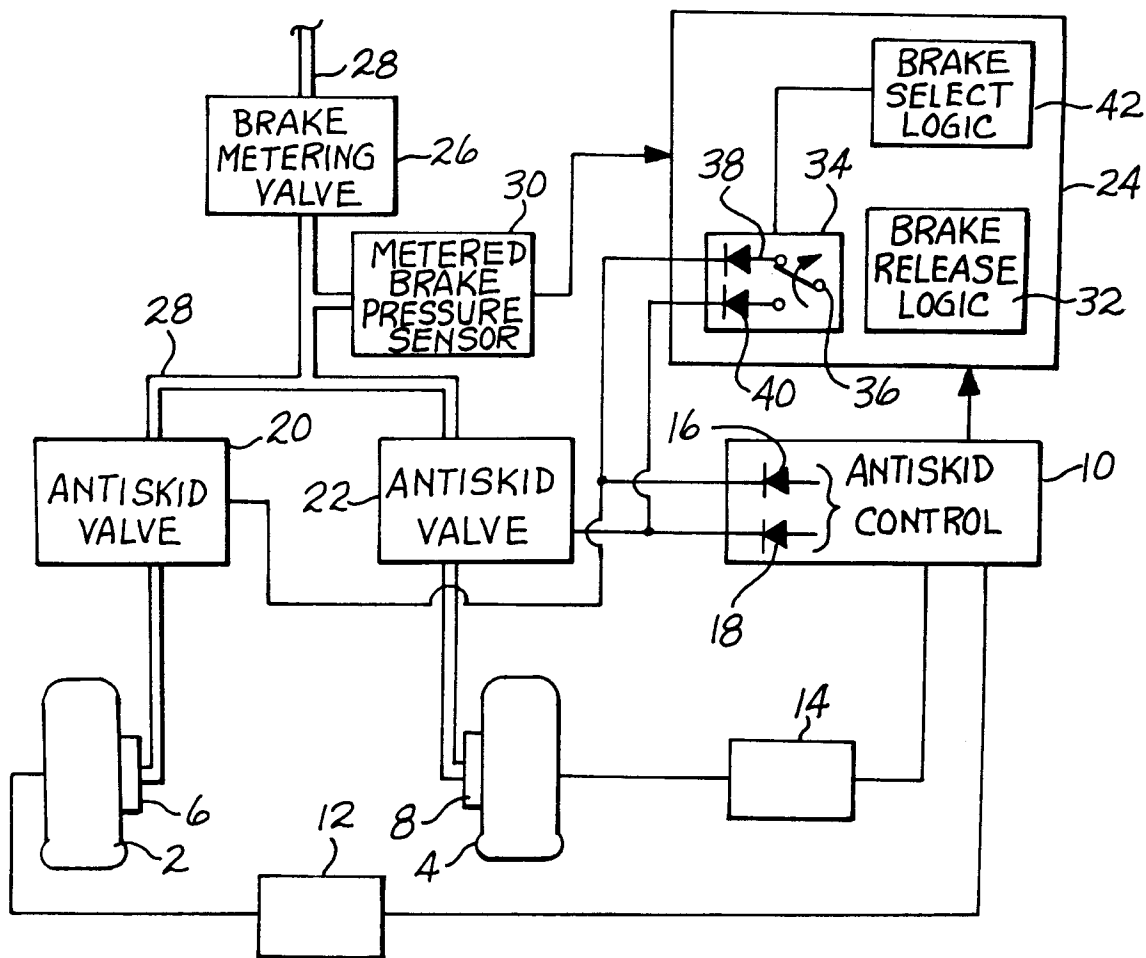 28
BRAKE
METERING
VALVE
26
30
METERED
BRAKE
PRESSURE
SENSOR
BRAKE
SELECT
LOGIC
42
24
38
34
BRAKE
RELEASE
LOGIC
32
40
36
28
20
ANTISKID
VALVE
22
ANTISKID
VALVE
16
ANTISKID
CONTROL
10
18
14
6
2
8
4
12